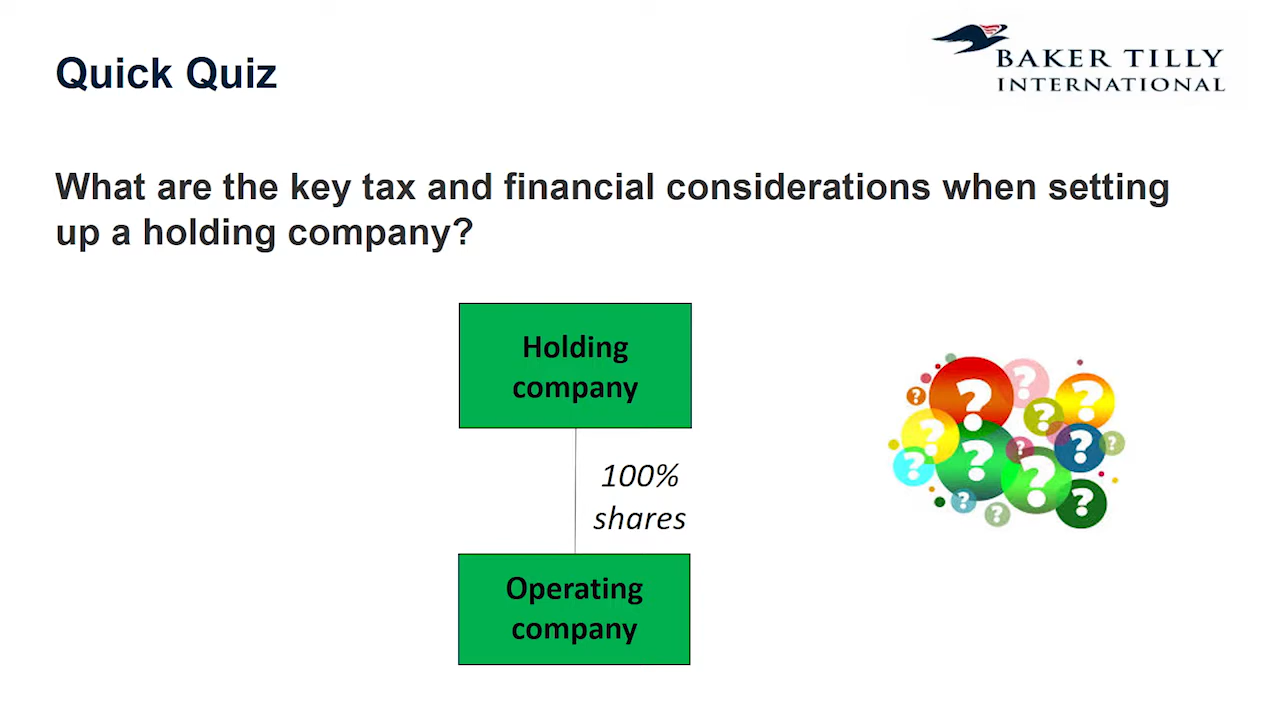 Quick Quiz
BAKER TILLY
INTERNATIONAL
What are the key tax and financial considerations when setting
up a holding company?
Holding
company
100%
shares
Operating
company
? ? ? ? ? ? ? ? ? ? ? ? ? ?